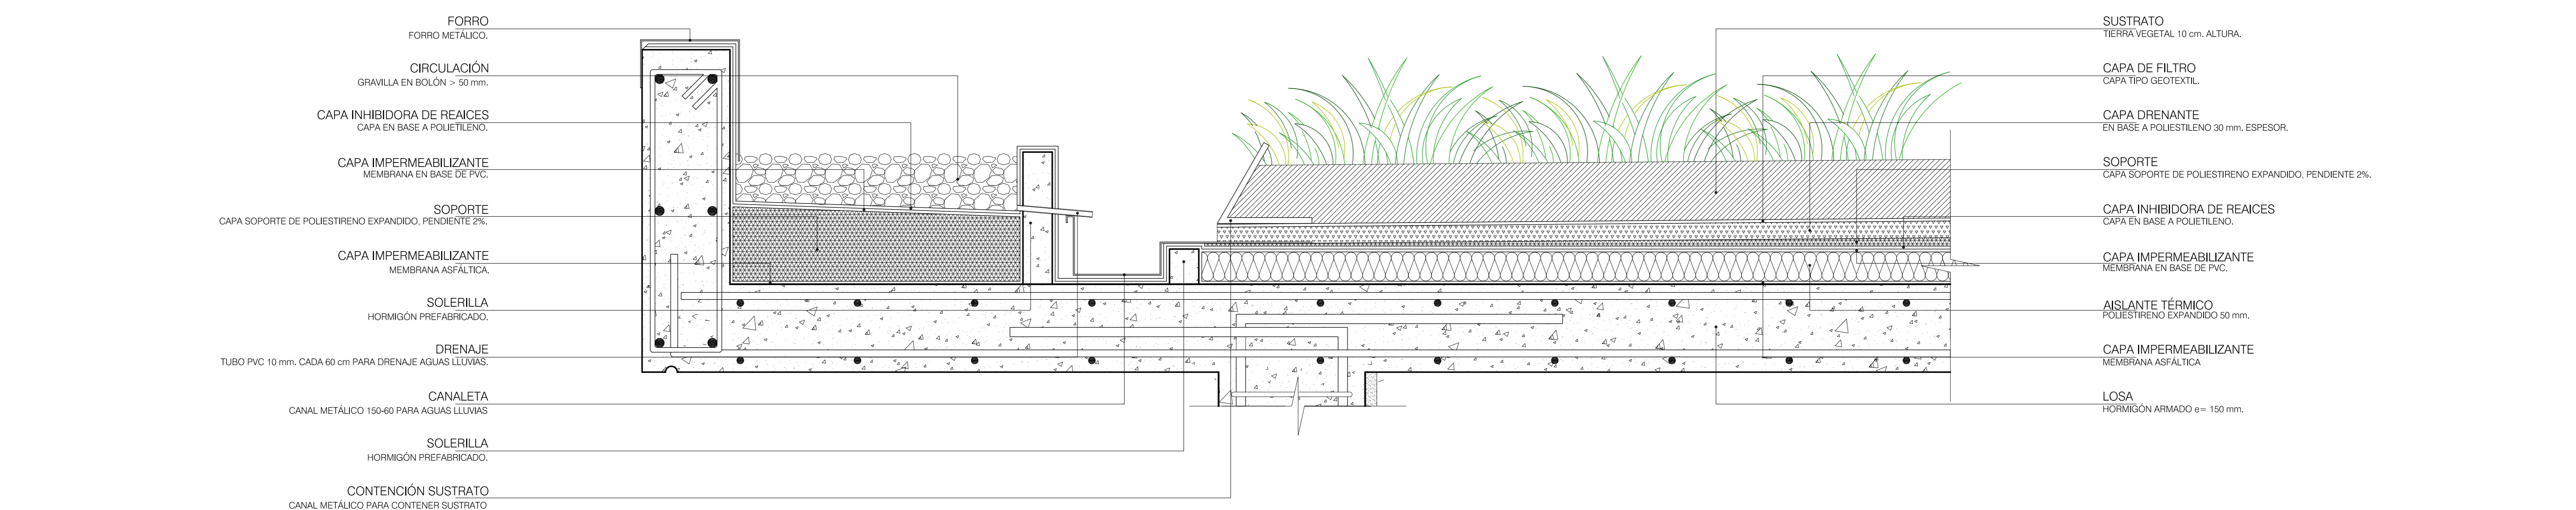 FORRO
FORRO METÁLICO.
CIRCULACIÓN
GRAVILLA EN BOLÓN > 50 mm.
CAPA INHIBIDORA DE REAICES
CAPA EN BASE A POLIETILENO.
CAPA IMPERMEABILIZANTE
MEMBRANA EN BASE DE PVC.
SOPORTE
CAPA SOPORTE DE POLIESTIRENO EXPANDIDO, PENDIENTE 2%.
CAPA IMPERMEABILIZANTE
MEMBRANA ASFÁLTICA.
SOLERILLA
HORMIGÓN PREFABRICADO.
DRENAJE
TUBO PVC 10 mm. CADA 60 cm PARA DRENAJE AGUAS LLUVIAS.
CANALETA
CANAL METÁLICO 150-60 PARA AGUAS LLUVIAS
SOLERILLA
HORMIGÓN PREFABRICADO.
CONTENCIÓN SUSTRATO
CANAL METÁLICO PARA CONTENER SUSTRATO
SUSTRATO
TIERRA VEGETAL 10 cm. ALTURA.
CAPA DE FILTRO
CAPA TIPO GEOTEXTIL.
CAPA DRENANTE
EN BASE A POLIESTILENO 30 mm. ESPESOR.
SOPORTE
CAPA SOPORTE DE POLIESTIRENO EXPANDIDO, PENDIENTE 2%.
CAPA INHIBIDORA DE REAICES
CAPA EN BASE A POLIETILENO.
CAPA IMPERMEABILIZANTE
MEMBRANA EN BASE DE PVC.
AISLANTE TÉRMICO
POLIESTIRENO EXPANDIDO 50 mm.
CAPA IMPERMEABILIZANTE
MEMBRANA ASFÁLTICA
LOSA
HORMIGÓN ARMADO e= 150 mm.